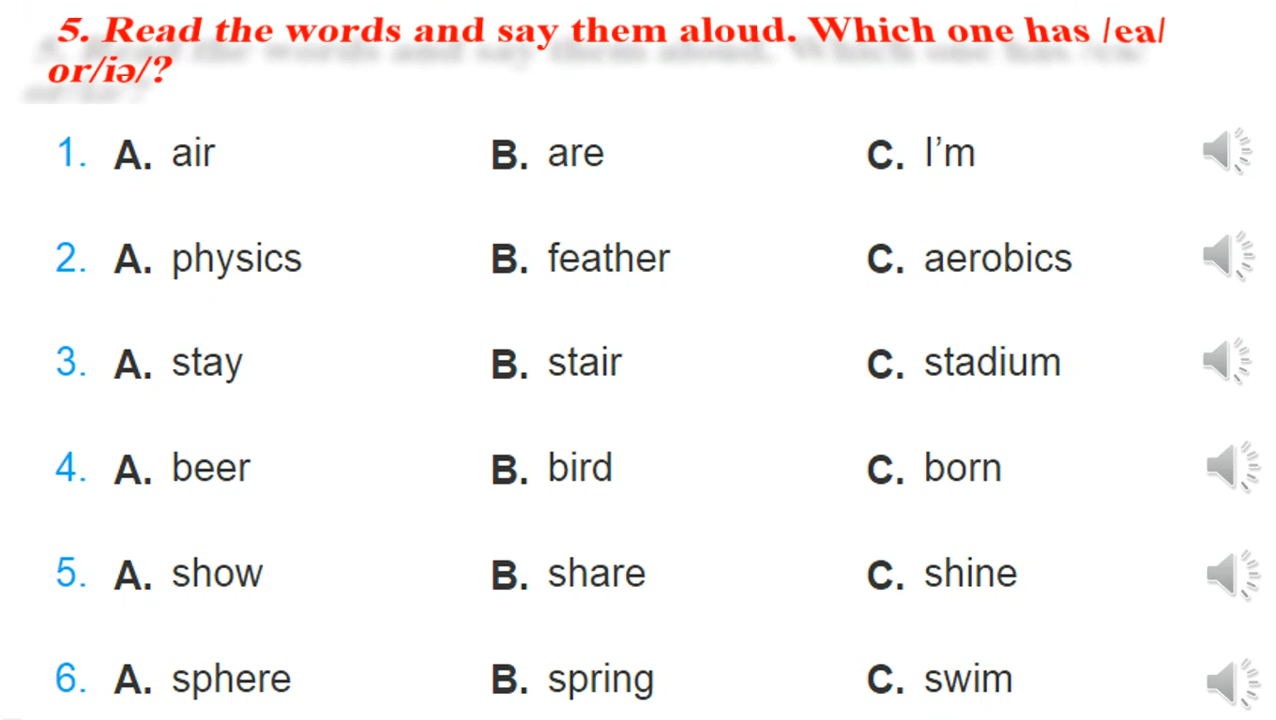 5. Read the words and say them aloud. Which one has /ea/
or/iə/?
1. A. air B. are C. I’m
2. A. physics B. feather C. aerobics
3. A. stay B. stair C. stadium
4. A. beer B. bird C. born
5. A. show B. share C. shine
6. A. sphere B. spring C. swim